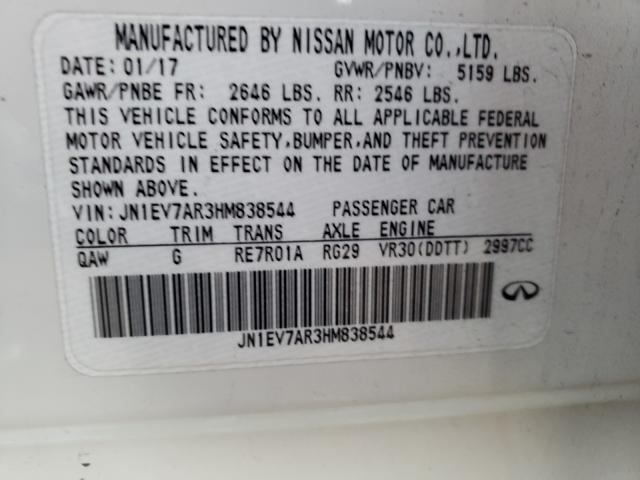 MANUFACTURED BY NISSAN MOTOR CO.,LTD.
DATE: 01/17 GVWR/PNBV: 5159 LBS.
GAWR/PNBE FR: 2646 LBS. RR: 2546 LBS.
THIS VEHICLE CONFORMS TO ALL APPLICABLE FEDERAL
MOTOR VEHICLE SAFETY,BUMPER,AND THEFT PREVENTION
STANDARDS IN EFFECT ON THE DATE OF MANUFACTURE
SHOWN ABOVE.
VIN: JN1EV7AR3HM838544 PASSENGER CAR
COLOR TRIM TRANS AXLE ENGINE
QAW G RE7R01A RG29 VR30(DDTT) 2997CC
JN1EV7AR3HM838544